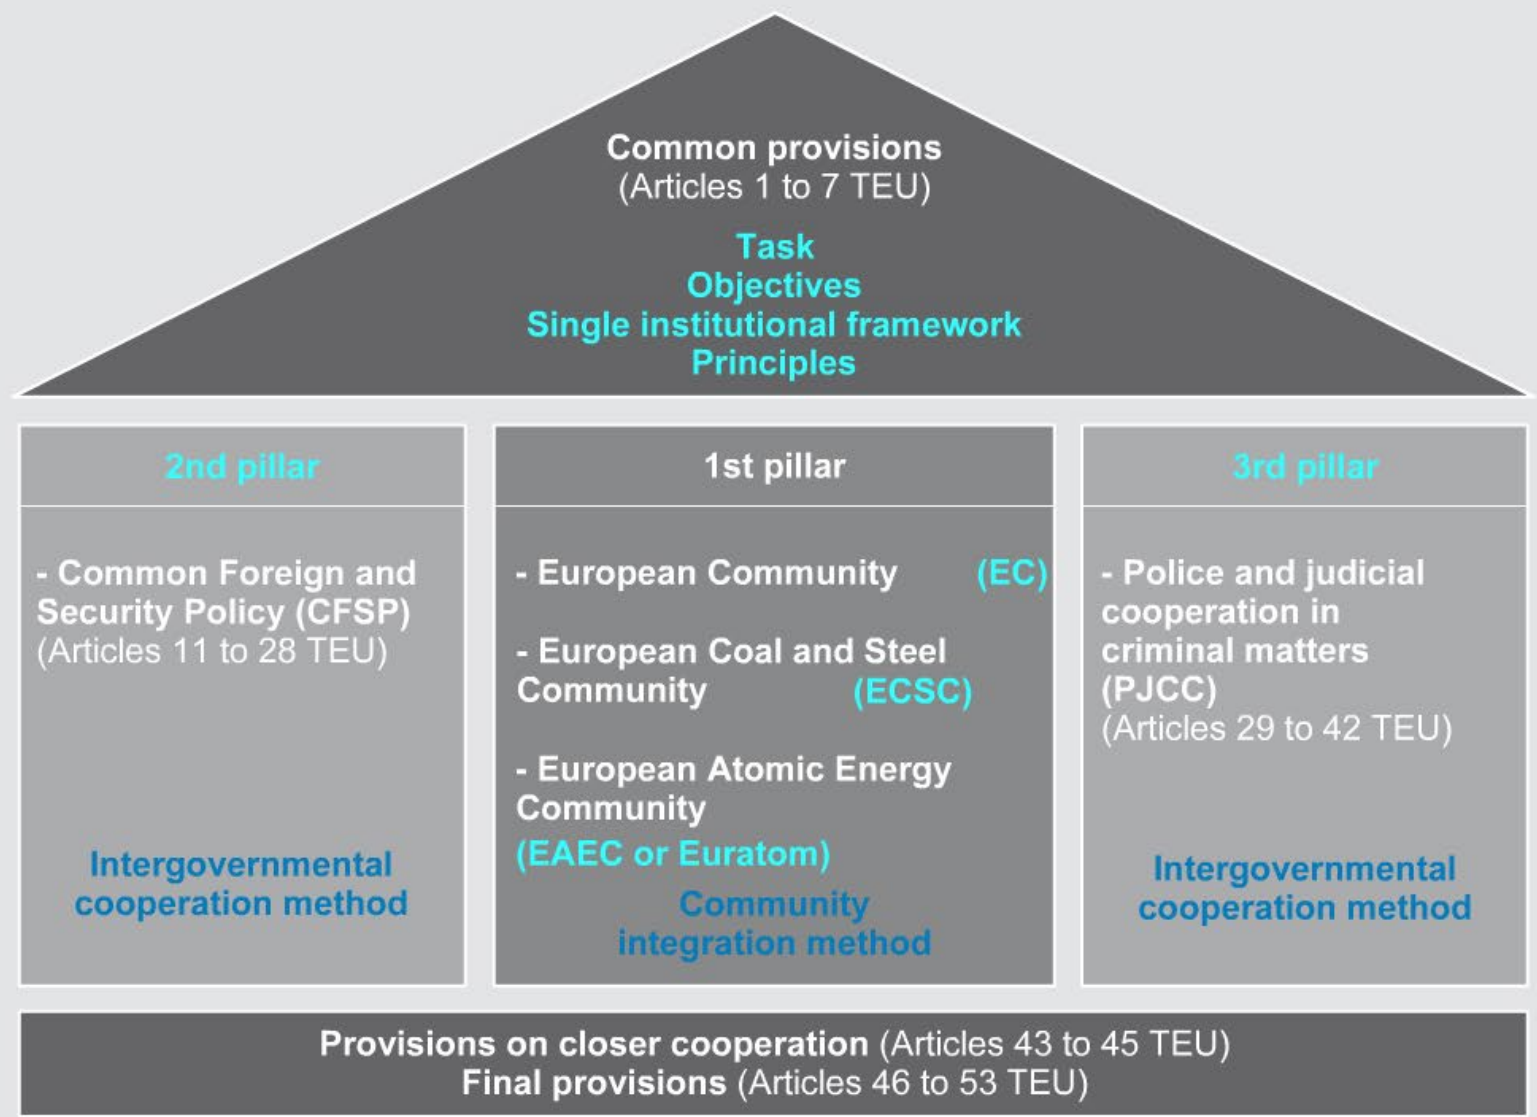 Common provisions
(Articles 1 to 7 TEU)
Task
Objectives
Single institutional framework
Principles
2nd pillar
- Common Foreign and
Security Policy (CFSP)
(Articles 11 to 28 TEU)
Intergovernmental
cooperation method
1st pillar
- European Community (EC)
- European Coal and Steel
Community (ECSC)
- European Atomic Energy
Community
(EAEC or Euratom)
Community
integration method
3rd pillar
- Police and judicial
cooperation in
criminal matters
(PJCC)
(Articles 29 to 42 TEU)
Intergovernmental
cooperation method
Provisions on closer cooperation (Articles 43 to 45 TEU)
Final provisions (Articles 46 to 53 TEU)